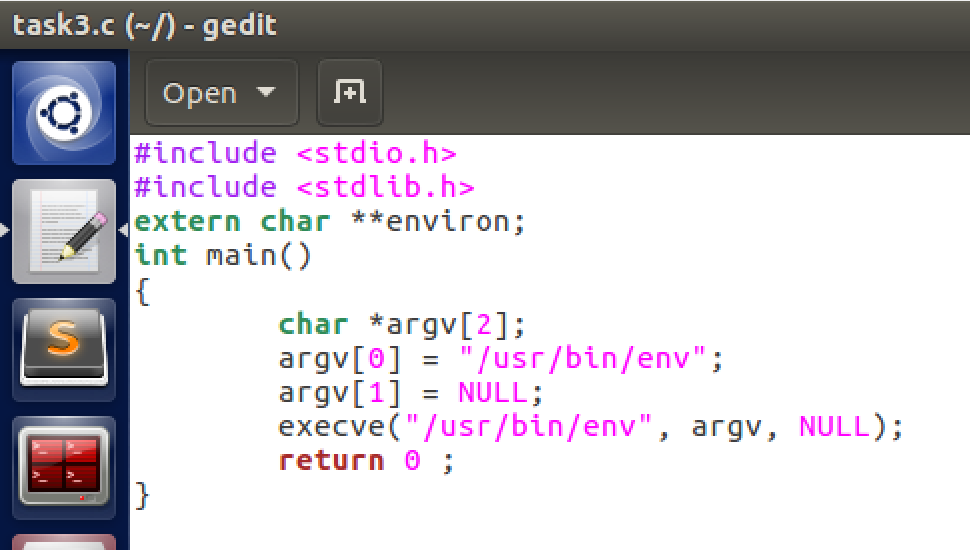 task3.c (~/) - gedit
Open
#include <stdio.h>
#include <stdlib.h>
extern char **environ;
int main()
{
        char *argv[2];
        argv[0] = "/usr/bin/env";
        argv[1] = NULL;
        execve("/usr/bin/env", argv, NULL);
        return 0 ;
}